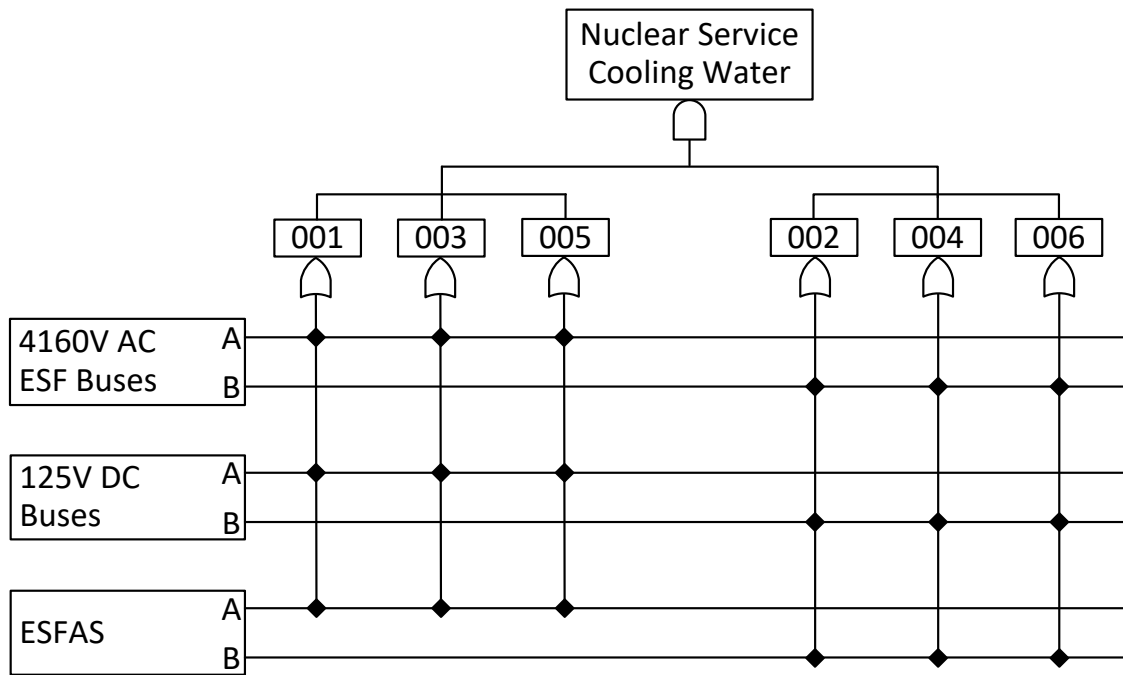 Nuclear Service
Cooling Water
001 003 005 002 004 006
4160V AC A
ESF Buses B
125V DC A
Buses B
A
ESFAS
B